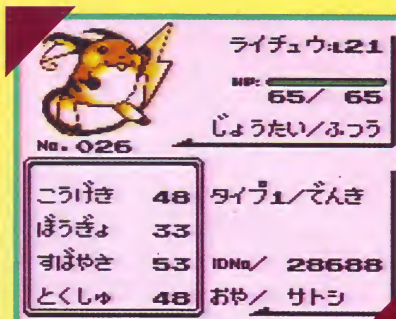 ライチュウ:L21
HP:
65/ 65
じょうたい/ふつう
No. 026
こうげき 48
ぼうぎょ 33
すばやさ 53
とくしゅ 48
タイプ1/でんき
IDNo/ 28688
おや/ サトシ